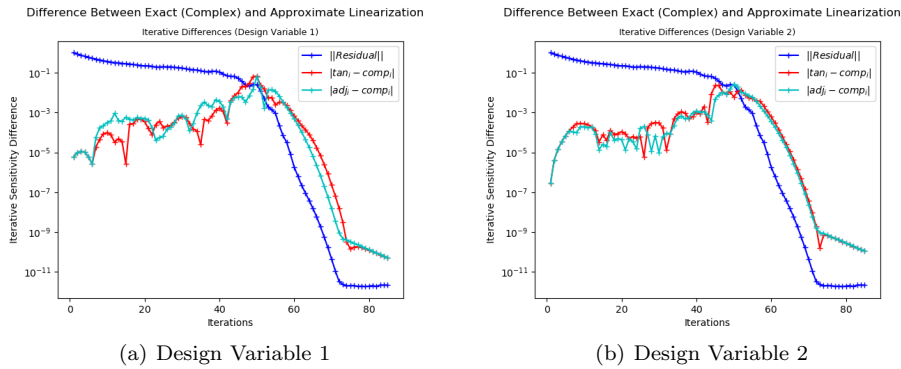 Difference Between Exact (Complex) and Approximate Linearization
Iterative Differences (Design Variable 1)
||Residual||
|tan_i − comp_i|
|adj_i − comp_i|
Iterative Sensitivity Difference
10^−1
10^−3
10^−5
10^−7
10^−9
10^−11
0 20 40 60 80
Iterations
(a) Design Variable 1
Difference Between Exact (Complex) and Approximate Linearization
Iterative Differences (Design Variable 2)
||Residual||
|tan_i − comp_i|
|adj_i − comp_i|
Iterative Sensitivity Difference
10^−1
10^−3
10^−5
10^−7
10^−9
10^−11
0 20 40 60 80
Iterations
(b) Design Variable 2